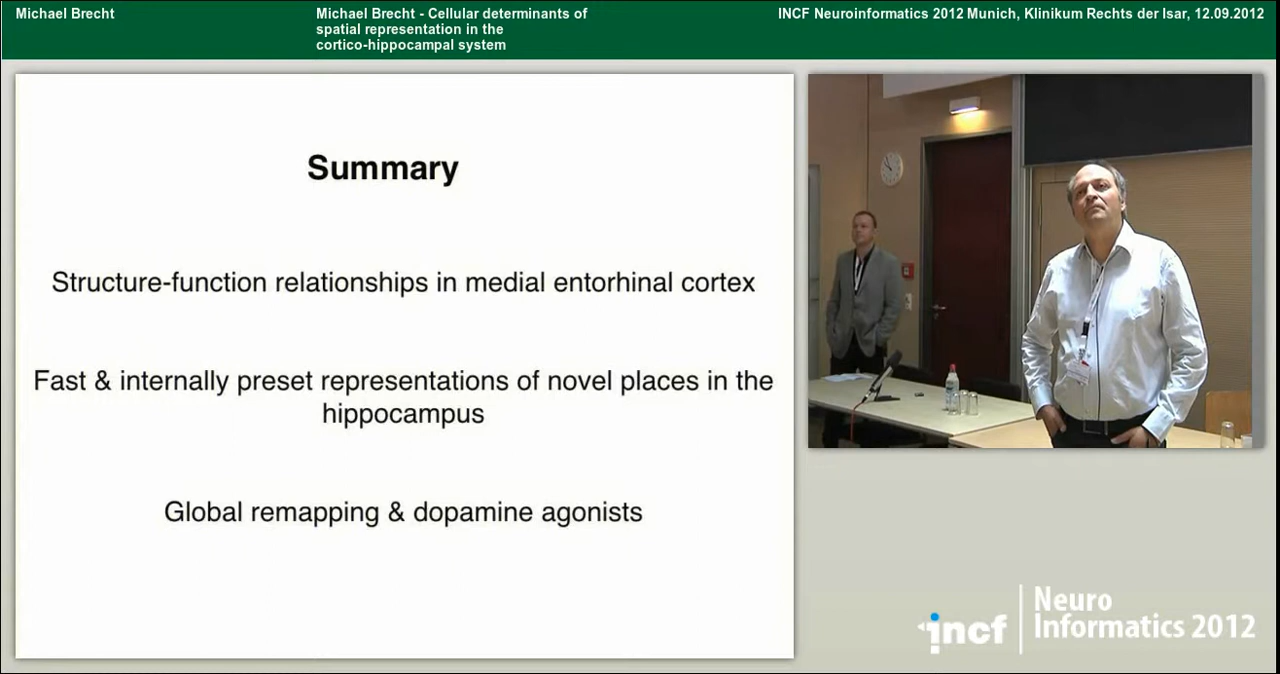 Michael Brecht
Michael Brecht - Cellular determinants of
spatial representation in the
cortico-hippocampal system
INCF Neuroinformatics 2012 Munich, Klinikum Rechts der Isar, 12.09.2012
Summary
Structure-function relationships in medial entorhinal cortex
Fast & internally preset representations of novel places in the
hippocampus
Global remapping & dopamine agonists
incf
Neuro
Informatics 2012